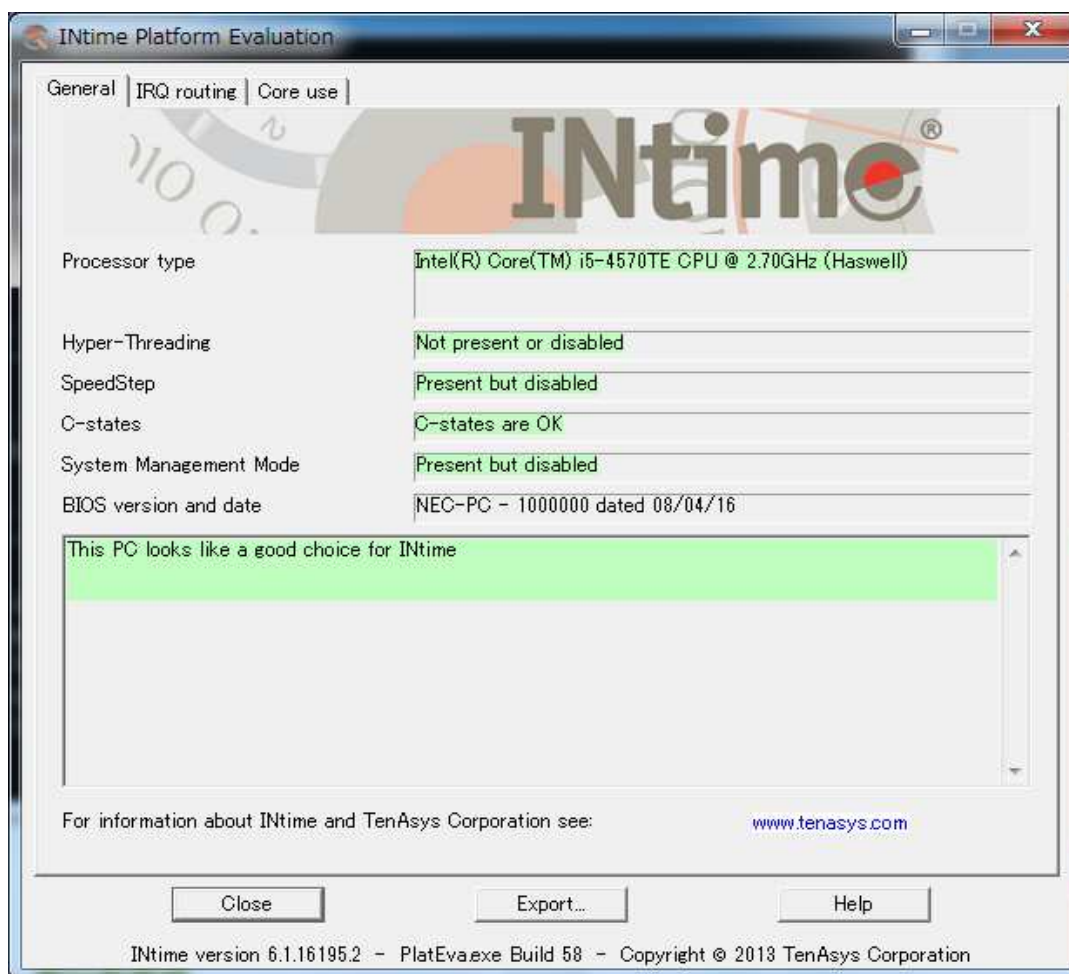 INtime Platform Evaluation
General IRQ routing Core use
INtime ®
Processor type Intel(R) Core(TM) i5-4570TE CPU @ 2.70GHz (Haswell)
Hyper-Threading Not present or disabled
SpeedStep Present but disabled
C-states C-states are OK
System Management Mode Present but disabled
BIOS version and date NEC-PC - 1000000 dated 08/04/16
This PC looks like a good choice for INtime
For information about INtime and TenAsys Corporation see: www.tenasys.com
Close Export... Help
INtime version 6.1.16195.2 - PlatEva.exe Build 58 - Copyright © 2013 TenAsys Corporation